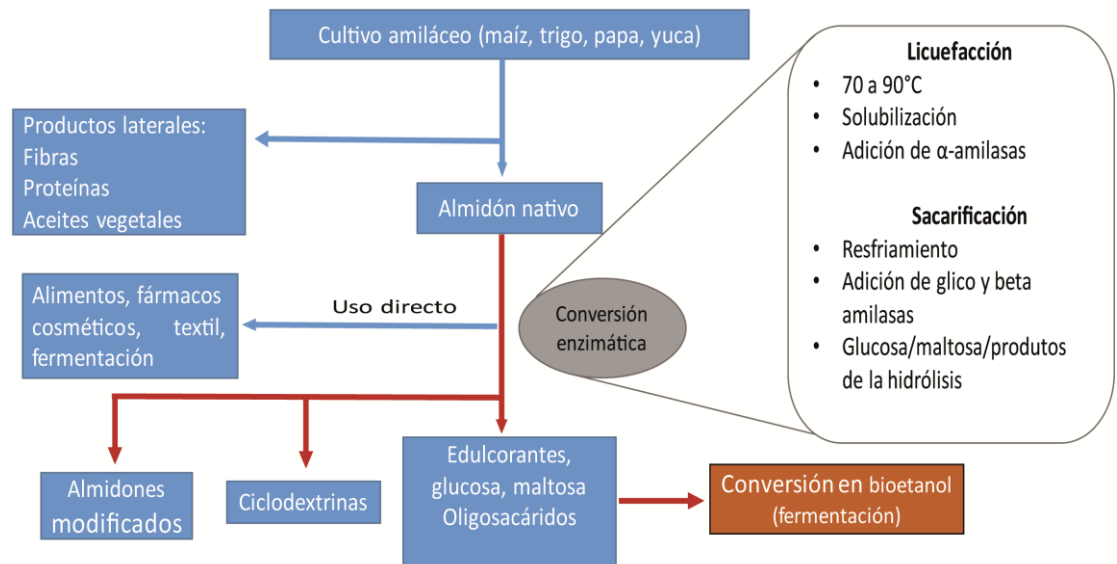 Cultivo amiláceo (maíz, trigo, papa, yuca)
Productos laterales:
Fibras
Proteínas
Aceites vegetales
Almidón nativo
Alimentos, fármacos
cosméticos, textil,
fermentación
Uso directo
Conversión
enzimática
Licuefacción
• 70 a 90°C
• Solubilización
• Adición de α-amilasas
Sacarificación
• Resfriamiento
• Adición de glico y beta
amilasas
• Glucosa/maltosa/produtos
de la hidrólisis
Almidones
modificados
Ciclodextrinas
Edulcorantes,
glucosa, maltosa
Oligosacáridos
Conversión en bioetanol
(fermentación)